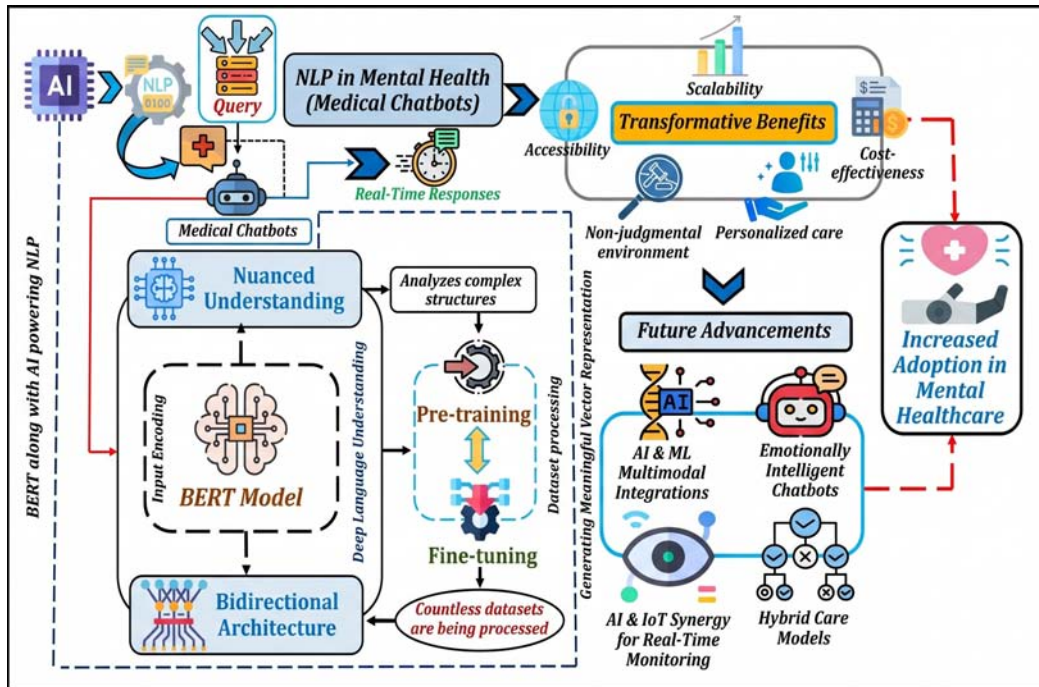 AI
NLP
0100
Query
NLP in Mental Health
(Medical Chatbots)
Real-Time Responses
Medical Chatbots
Scalability
Transformative Benefits
Accessibility
Cost-
effectiveness
Non-judgmental
environment
Personalized care
BERT along with AI powering NLP
Nuanced
Understanding
Analyzes complex
structures
Input Encoding
BERT Model
Deep Language Understanding
Pre-training
Fine-tuning
Dataset processing
Bidirectional
Architecture
Countless datasets
are being processed
Generating Meaningful Vector Representation
Future Advancements
AI
AI & ML
Multimodal
Integrations
Emotionally
Intelligent
Chatbots
AI & IoT Synergy
for Real-Time
Monitoring
Hybrid Care
Models
Increased
Adoption in
Mental
Healthcare